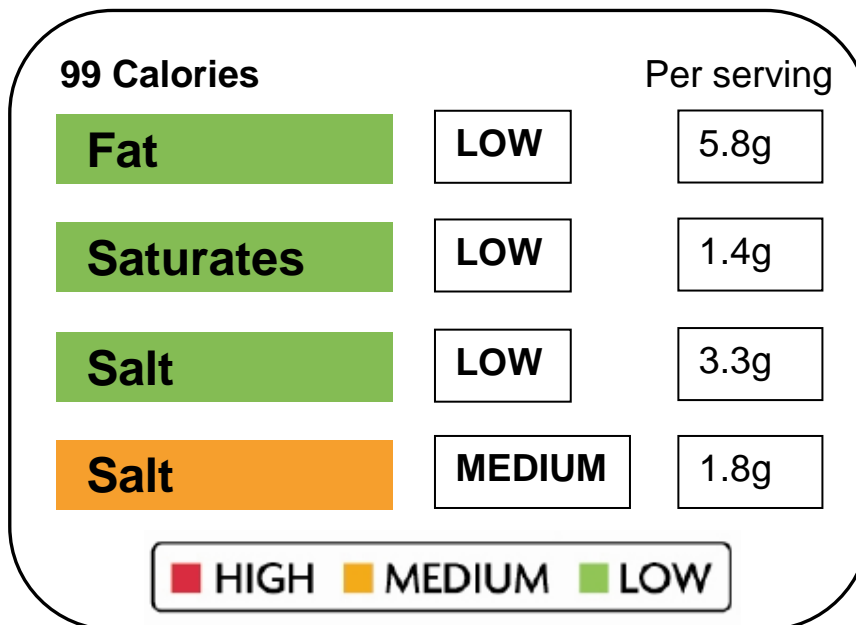 99 Calories Per serving
Fat LOW 5.8g
Saturates LOW 1.4g
Salt LOW 3.3g
Salt MEDIUM 1.8g
HIGH MEDIUM LOW